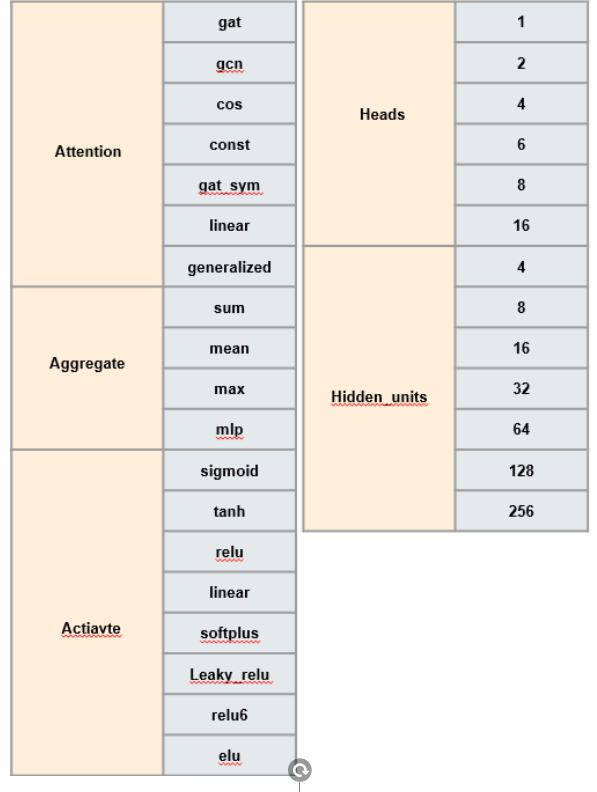 Attention
gat
gcn
cos
const
gat_sym
linear
generalized
Aggregate
sum
mean
max
mlp
Actiavte
sigmoid
tanh
relu
linear
softplus
Leaky_relu
relu6
elu
Heads
1
2
4
6
8
16
Hidden_units
4
8
16
32
64
128
256